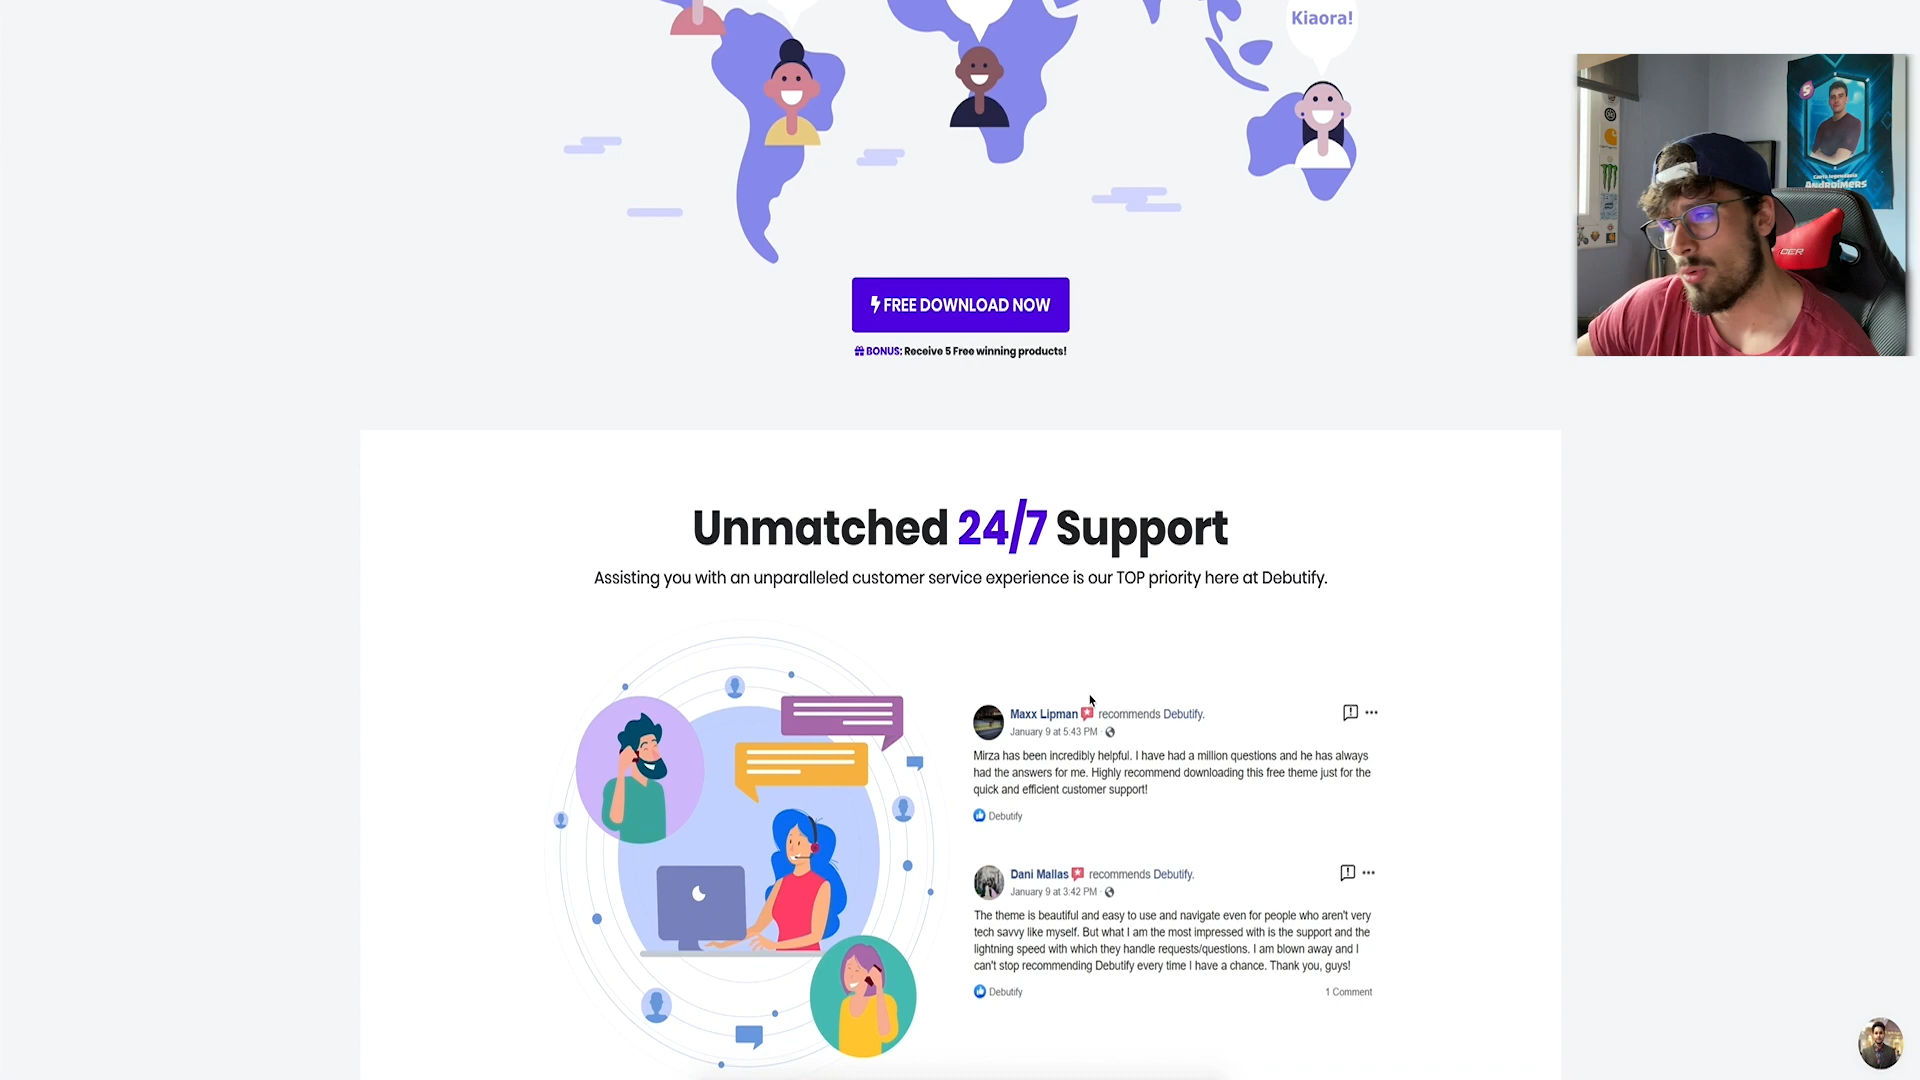 Kiaora!
FREE DOWNLOAD NOW
BONUS: Receive 5 Free winning products!
Unmatched 24/7 Support
Assisting you with an unparalleled customer service experience is our TOP priority here at Debutify.
Maxx Lipman recommends Debutify.
January 9 at 5:43 PM ·
Mirza has been incredibly helpful. I have had a million questions and he has always
had the answers for me. Highly recommend downloading this free theme just for the
quick and efficient customer support!
Debutify
Dani Mallas recommends Debutify.
January 9 at 3:42 PM ·
The theme is beautiful and easy to use and navigate even for people who aren't very
tech savvy like myself. But what I am the most impressed with is the support and the
lightning speed with which they handle requests/questions. I am blown away and I
can't stop recommending Debutify every time I have a chance. Thank you, guys!
Debutify
1 Comment
S
Carta legendaria
ANDROIMERS
CER